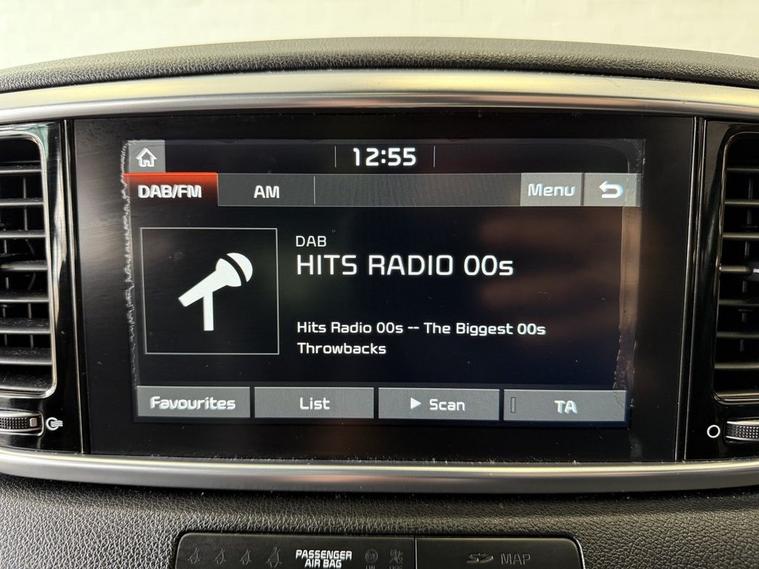 12:55
DAB/FM AM Menu
DAB
HITS RADIO 00s
Hits Radio 00s -- The Biggest 00s
Throwbacks
Favourites List Scan TA
PASSENGER
AIR BAG
SD MAP